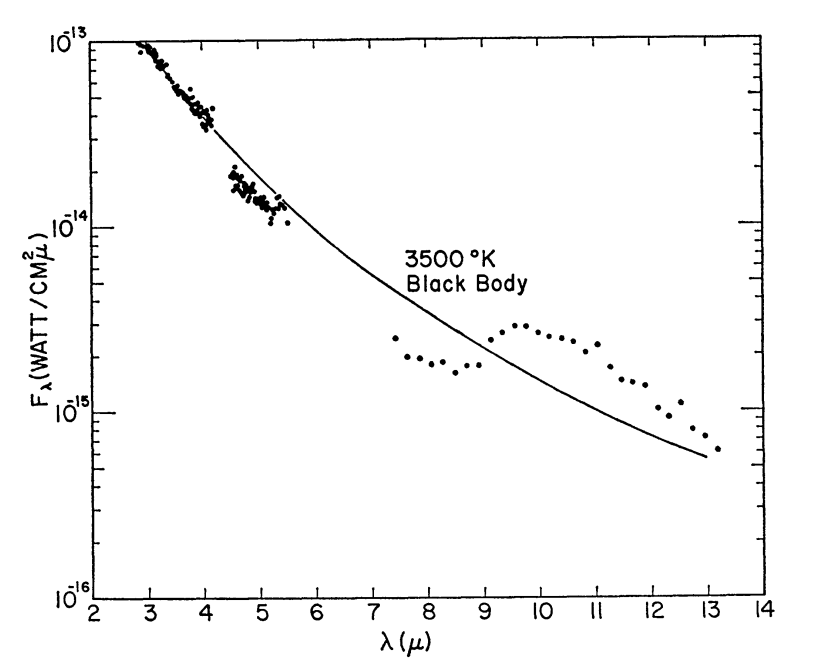 10⁻¹³
10⁻¹⁴
10⁻¹⁵
10⁻¹⁶
F_λ(WATT/CM²μ)
3500 °K
Black Body
2 3 4 5 6 7 8 9 10 11 12 13 14
λ(μ)